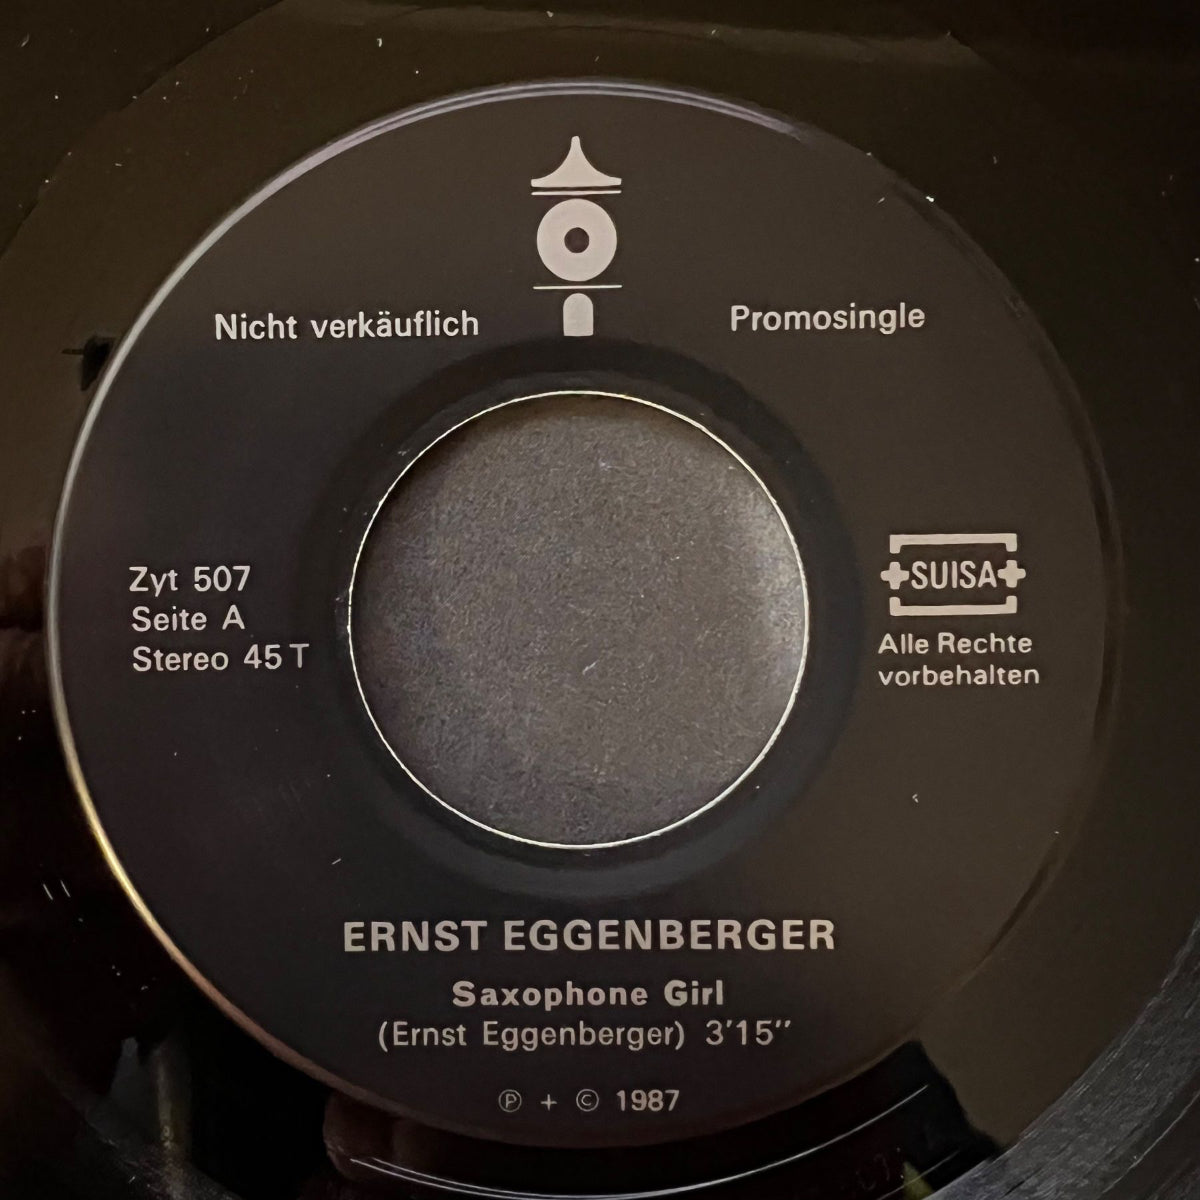 Nicht verkäuflich
Promosingle
Zyt 507
Seite A
Stereo 45 T
SUISA
Alle Rechte
vorbehalten
ERNST EGGENBERGER
Saxophone Girl
(Ernst Eggenberger) 3'15''
℗ + © 1987